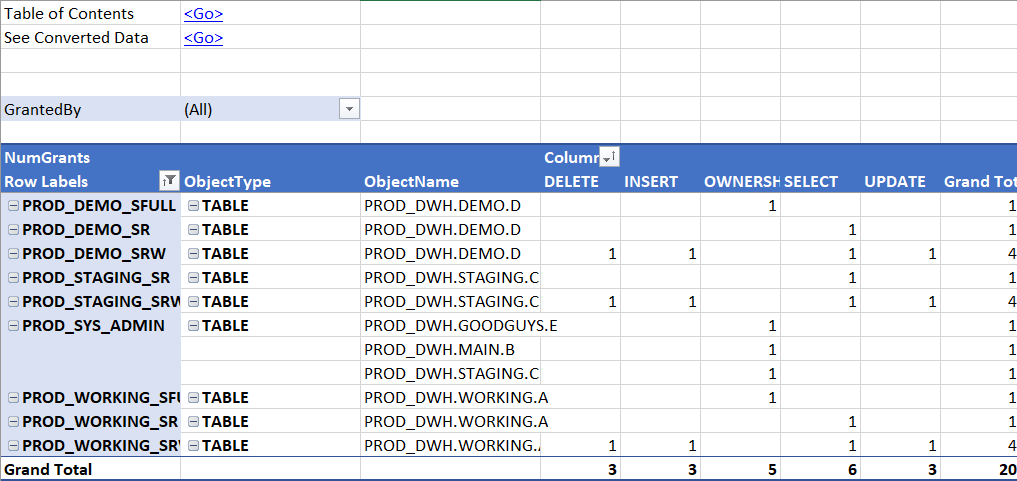 Table of Contents <Go>
See Converted Data <Go>
GrantedBy (All)
NumGrants Column
Row Labels ObjectType ObjectName DELETE INSERT OWNERSH SELECT UPDATE Grand Tot
PROD_DEMO_SFULL TABLE PROD_DWH.DEMO.D 1 1
PROD_DEMO_SR TABLE PROD_DWH.DEMO.D 1 1
PROD_DEMO_SRW TABLE PROD_DWH.DEMO.D 1 1 1 1 4
PROD_STAGING_SR TABLE PROD_DWH.STAGING.C 1 1
PROD_STAGING_SRW TABLE PROD_DWH.STAGING.C 1 1 1 1 4
PROD_SYS_ADMIN TABLE PROD_DWH.GOODGUYS.E 1 1
PROD_DWH.MAIN.B 1 1
PROD_DWH.STAGING.C 1 1
PROD_WORKING_SFU TABLE PROD_DWH.WORKING.A 1 1
PROD_WORKING_SR TABLE PROD_DWH.WORKING.A 1 1
PROD_WORKING_SRW TABLE PROD_DWH.WORKING.A 1 1 1 1 4
Grand Total 3 3 5 6 3 20